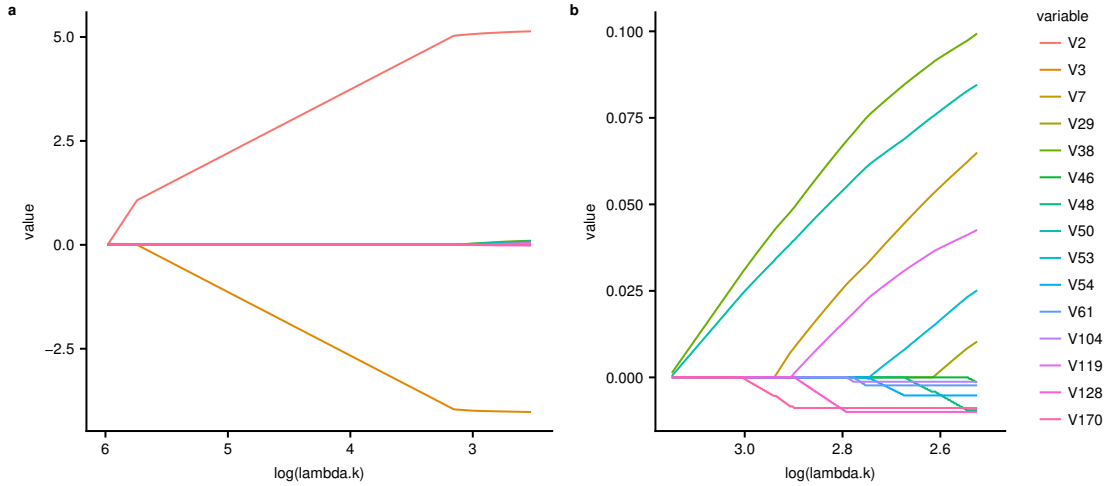 a
5.0
2.5
0.0
−2.5
value
6
5
4
3
log(lambda.k)
b
0.100
0.075
0.050
0.025
0.000
value
3.0
2.8
2.6
log(lambda.k)
variable
V2
V3
V7
V29
V38
V46
V48
V50
V53
V54
V61
V104
V119
V128
V170